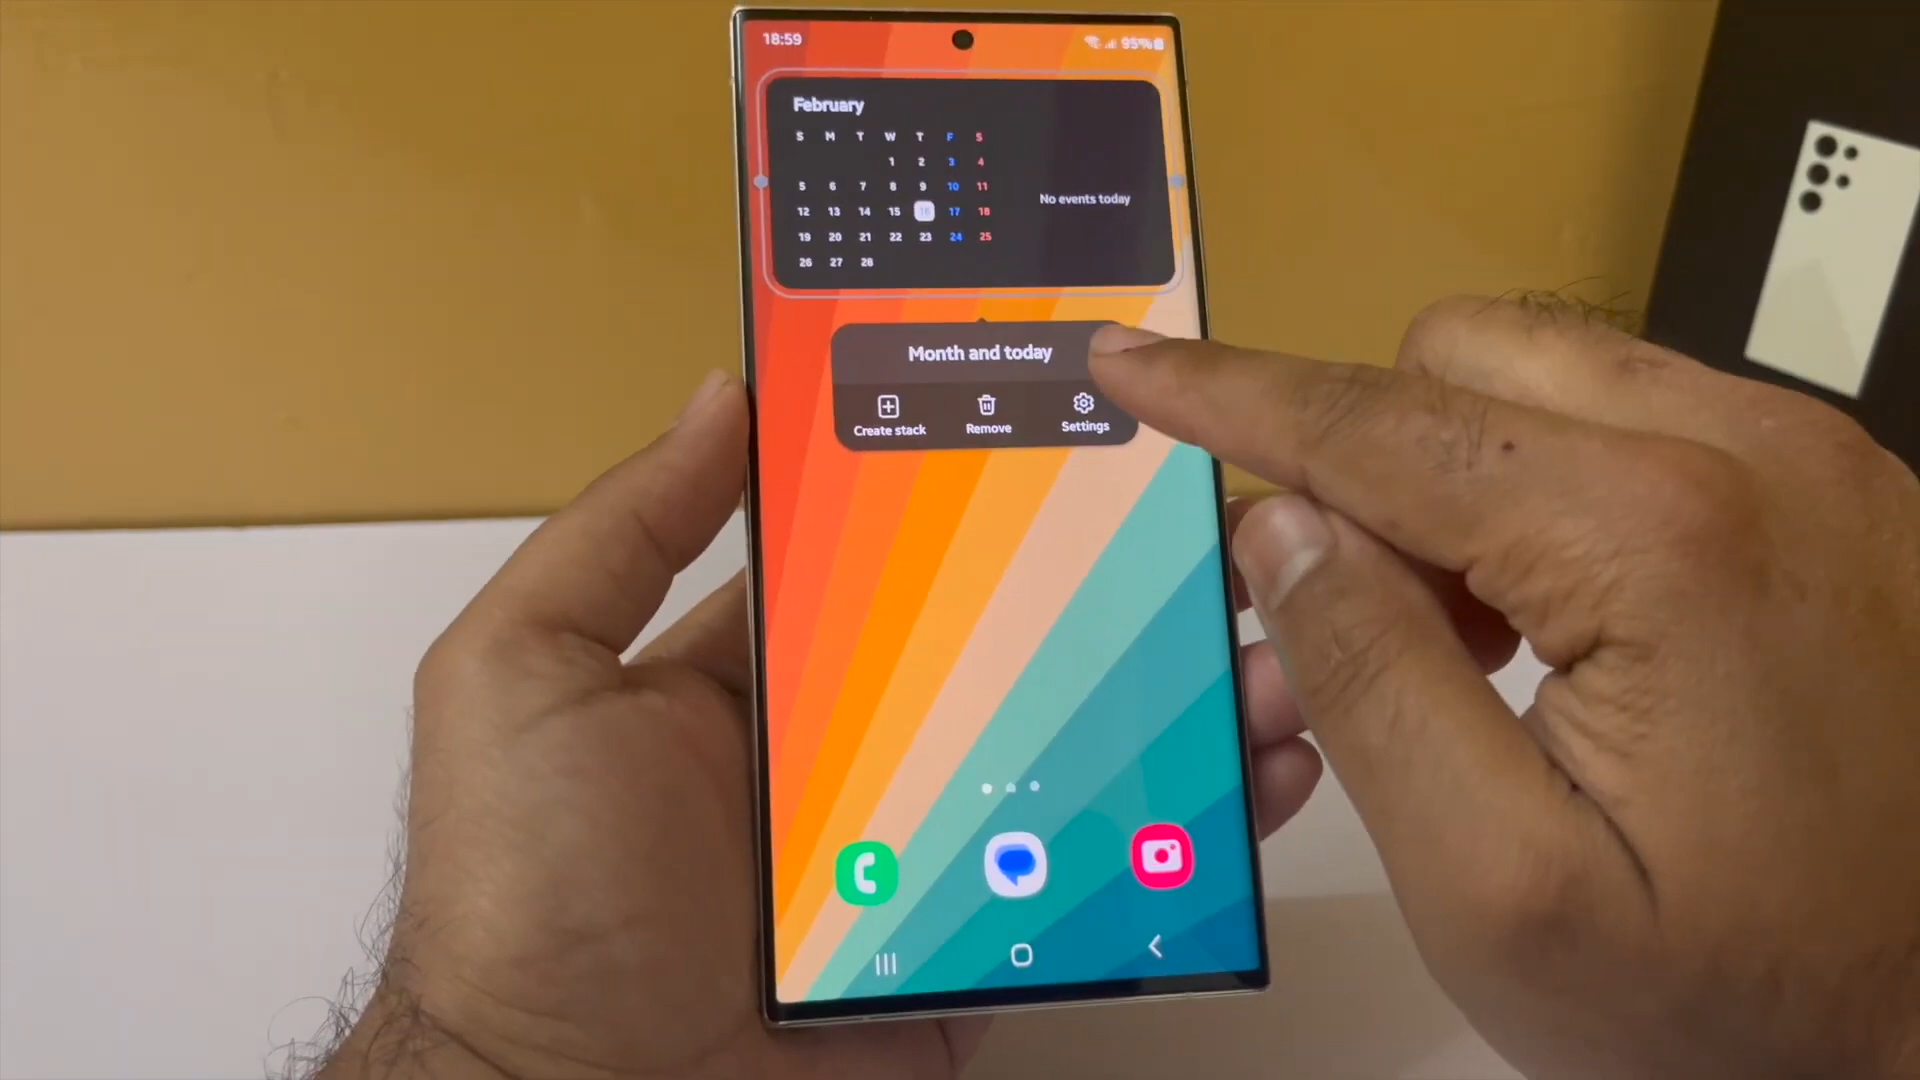 18:59
95%
February
S M T W T F S
1 2 3 4
5 6 7 8 9 10 11
12 13 14 15 16 17 18
19 20 21 22 23 24 25
26 27 28
No events today
Month and today
Create stack Remove Settings